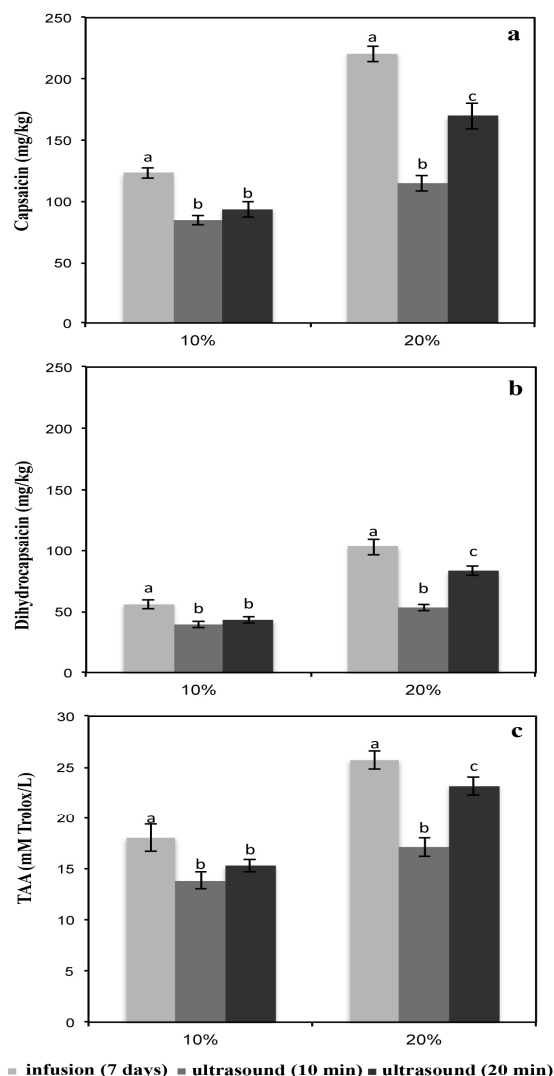 250
a
a
200
c
Capsaicin (mg/kg)
150
a
b
b
b
100
50
0
10%
20%
250
b
200
Dihydrocapsaicin (mg/kg)
150
a
100
c
a
b
b
b
50
0
10%
20%
30
c
a
25
c
TAA (mM Trolox/L)
20
a
b
b
b
15
10
5
0
10%
20%
infusion (7 days) ultrasound (10 min) ultrasound (20 min)